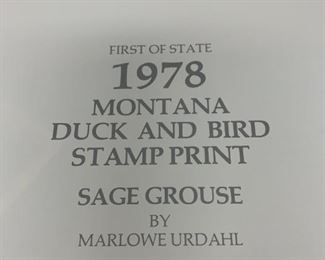 FIRST OF STATE
1978
MONTANA
DUCK AND BIRD
STAMP PRINT
SAGE GROUSE
BY
MARLOWE URDAHL